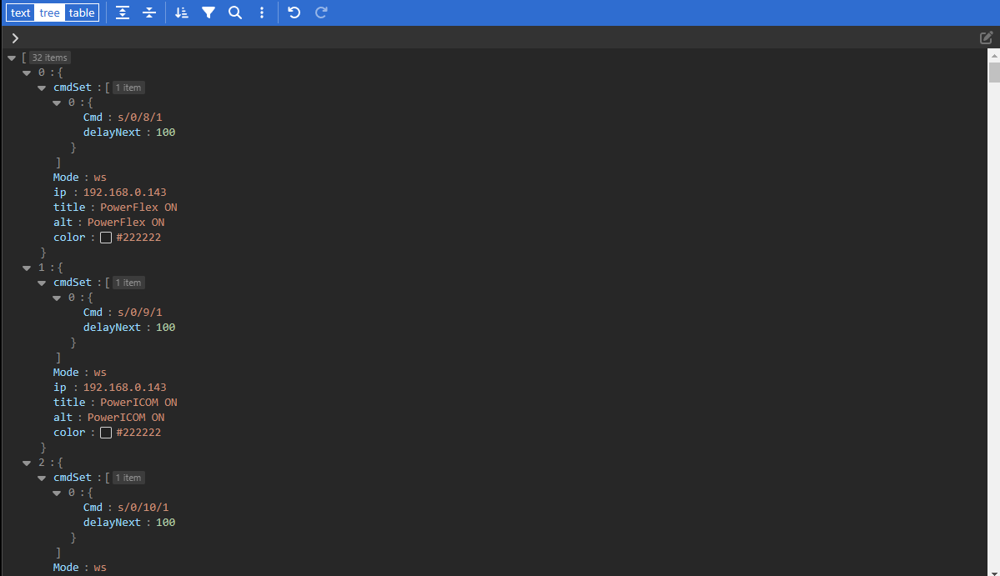 text tree table
[ 32 items
0 :{
cmdSet : [ 1 item
0 :{
Cmd : s/0/8/1
delayNext : 100
}
]
Mode : ws
ip : 192.168.0.143
title : PowerFlex ON
alt : PowerFlex ON
color : #222222
}
1 :{
cmdSet : [ 1 item
0 :{
Cmd : s/0/9/1
delayNext : 100
}
]
Mode : ws
ip : 192.168.0.143
title : PowerICOM ON
alt : PowerICOM ON
color : #222222
}
2 :{
cmdSet : [ 1 item
0 :{
Cmd : s/0/10/1
delayNext : 100
}
]
Mode : ws